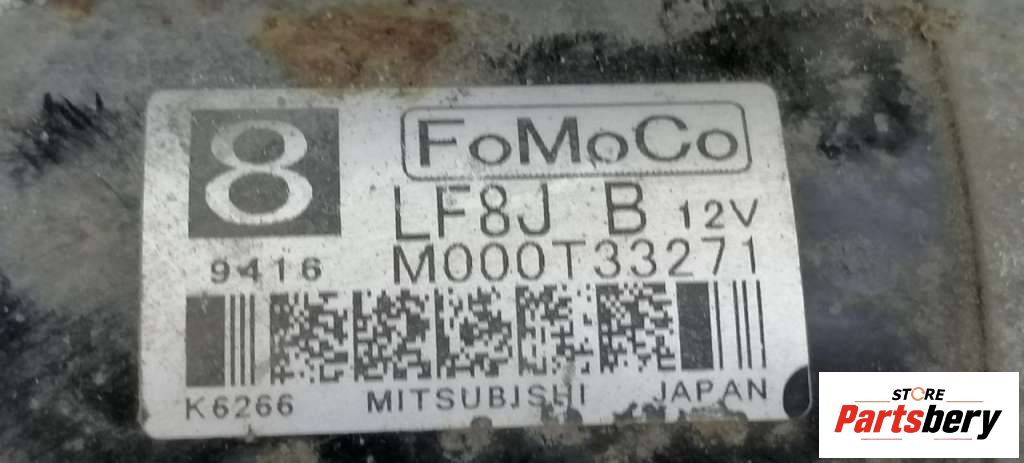 8
FoMoCo
LF8J B 12V
9416
M000T33271
K6266 MITSUBISHI JAPAN
STORE
Partsbery